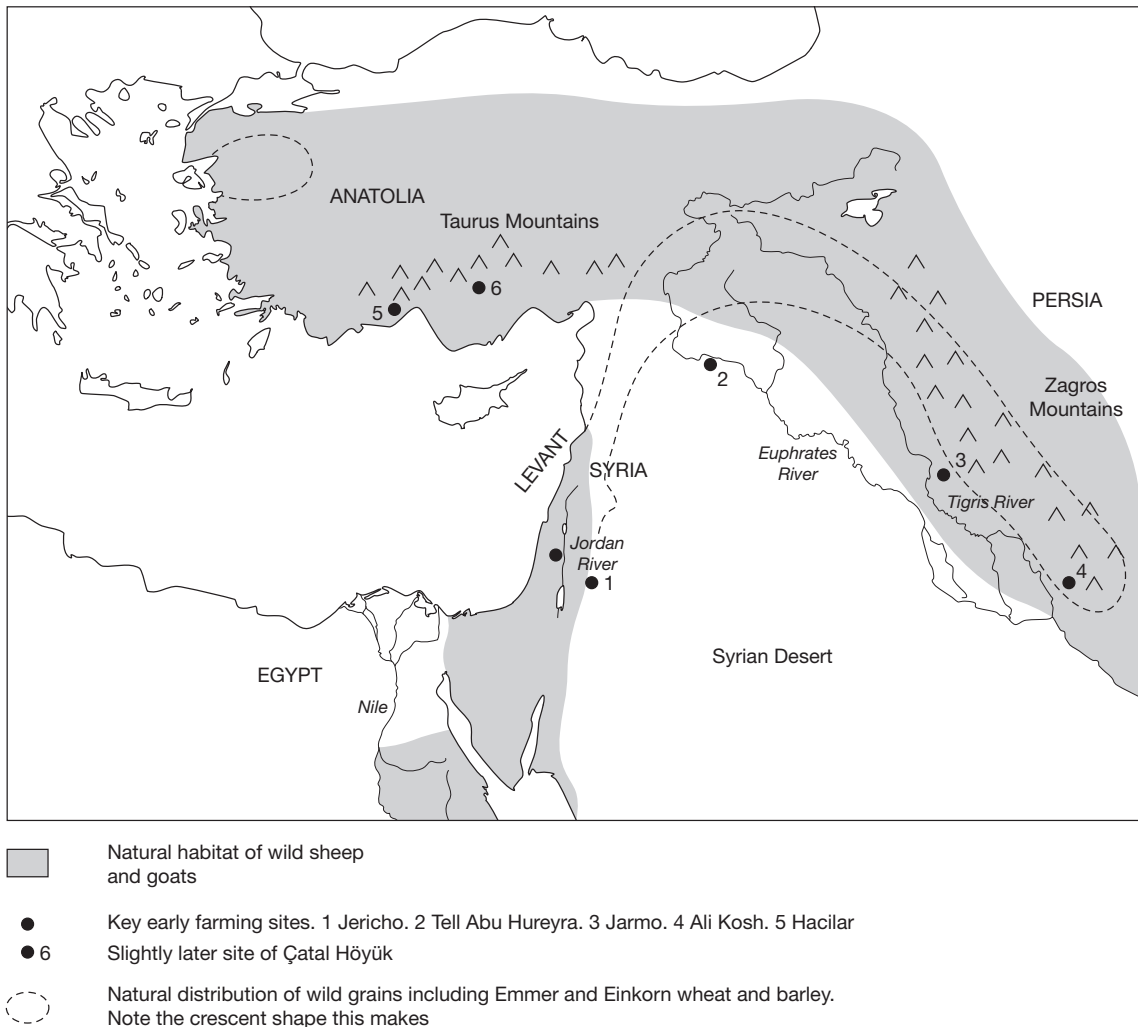 ANATOLIA
Taurus Mountains
6
5
PERSIA
2
Zagros
Mountains
LEVANT
SYRIA
Euphrates
River
3
Tigris River
Jordan
River
1
4
Syrian Desert
EGYPT
Nile
Natural habitat of wild sheep
and goats
Key early farming sites. 1 Jericho. 2 Tell Abu Hureyra. 3 Jarmo. 4 Ali Kosh. 5 Hacilar
6 Slightly later site of Çatal Höyük
Natural distribution of wild grains including Emmer and Einkorn wheat and barley.
Note the crescent shape this makes